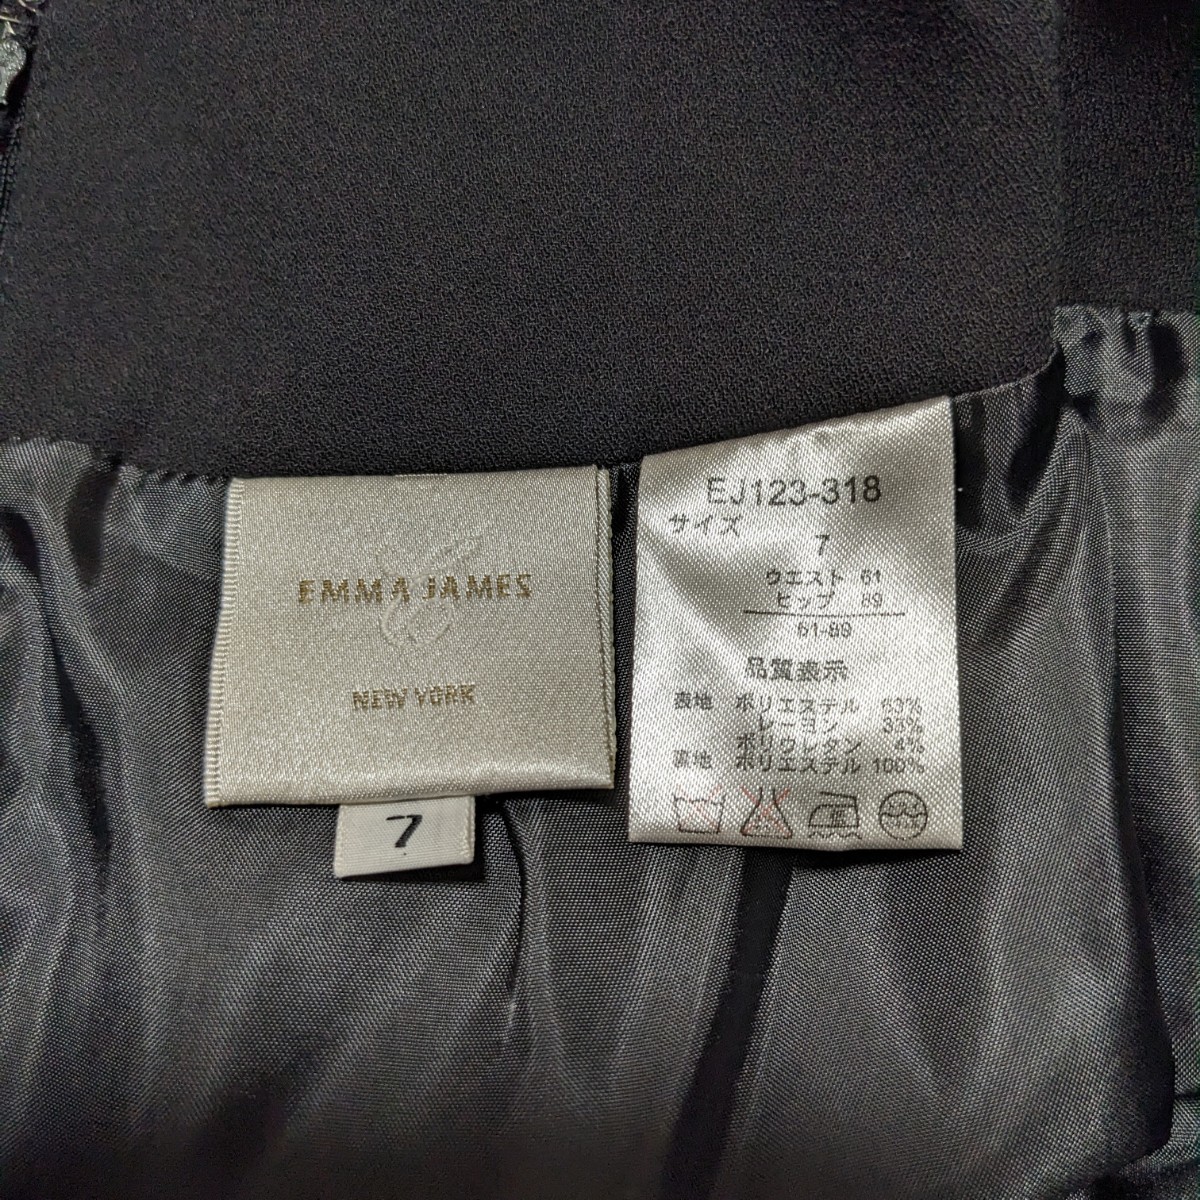 EMMA JAMES
NEW YORK
7
EJ123-318
サイズ
7
ウエスト 61
ヒップ 89
61-89
品質表示
表地 ポリエステル 63%
レーヨン 33%
ポリウレタン 4%
裏地 ポリエステル 100%